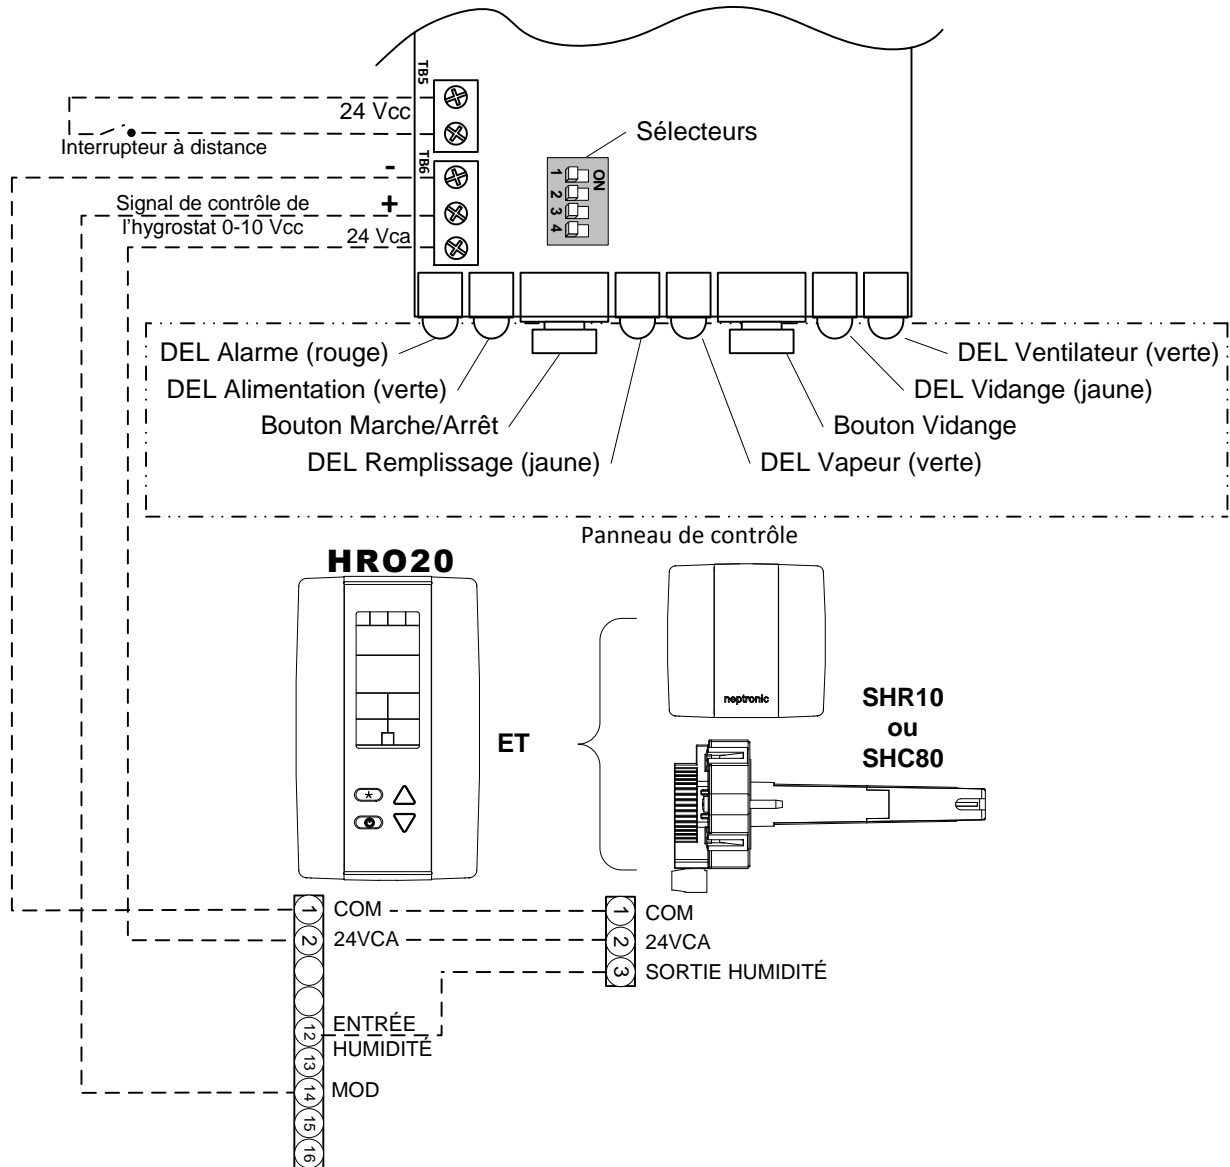 TB5
24 Vcc
Interrupteur à distance
Sélecteurs
ON
1
2
3
4
TB6
-
Signal de contrôle de
l'hygrostat 0-10 Vcc
+
24 Vca
DEL Alarme (rouge)
DEL Alimentation (verte)
Bouton Marche/Arrêt
DEL Remplissage (jaune)
DEL Ventilateur (verte)
DEL Vidange (jaune)
Bouton Vidange
DEL Vapeur (verte)
Panneau de contrôle
HRO20
neptronic
ET
SHR10
ou
SHC80
1 COM
2 24VCA
12 ENTRÉE
HUMIDITÉ
13
14 MOD
15
16
1 COM
2 24VCA
3 SORTIE HUMIDITÉ